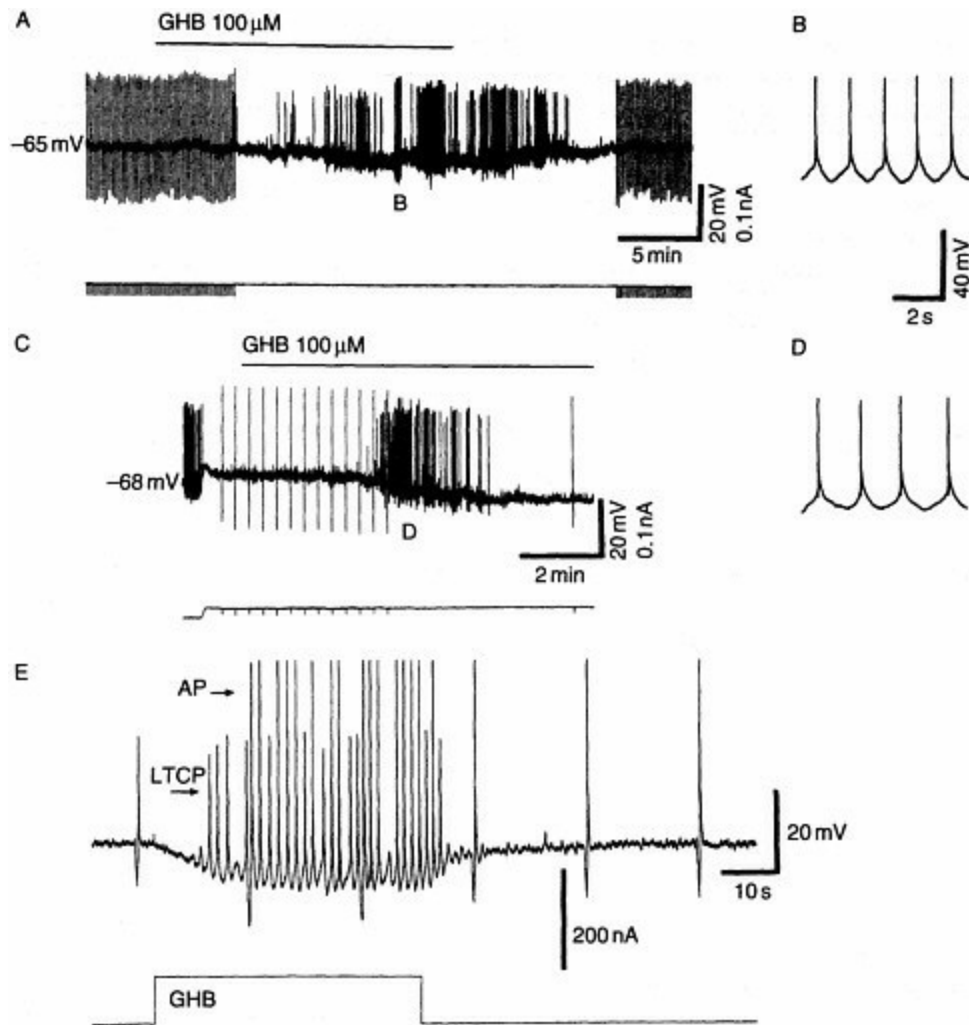 A
GHB 100 μM
B
−65 mV
B
20 mV
0.1 nA
5 min
40 mV
2 s
C
GHB 100 μM
D
−68 mV
D
20 mV
0.1 nA
2 min
E
AP
LTCP
20 mV
10 s
200 nA
GHB